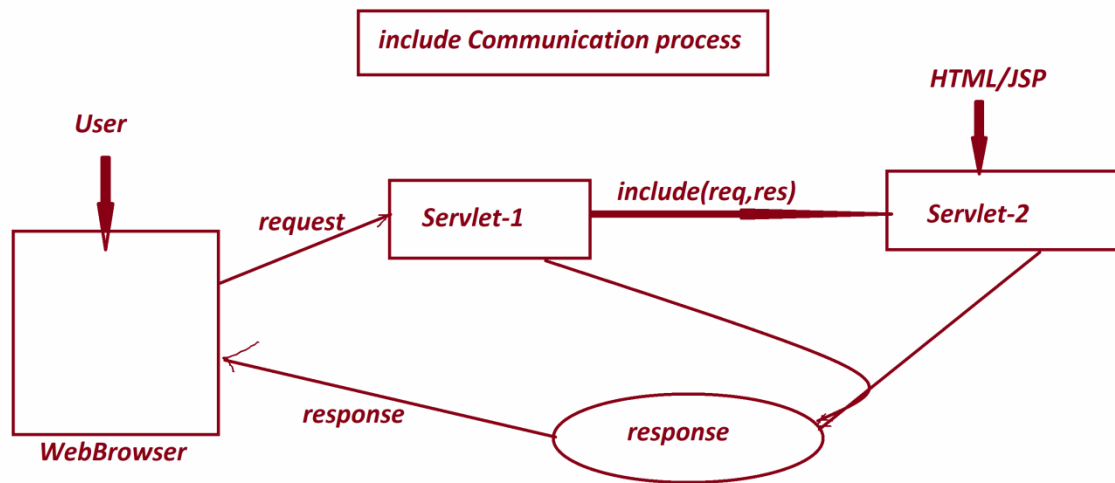 include Communication process
HTML/JSP
User
include(req,res)
request
Servlet-1
Servlet-2
response
response
WebBrowser